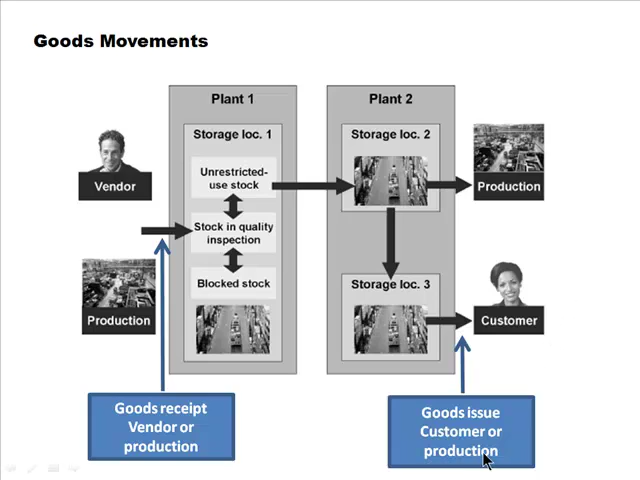 Goods Movements
Plant 1
Plant 2
Storage loc. 1
Storage loc. 2
Unrestricted-
use stock
Vendor
Production
Stock in quality
inspection
Blocked stock
Storage loc. 3
Production
Customer
Goods receipt
Vendor or
production
Goods issue
Customer or
production